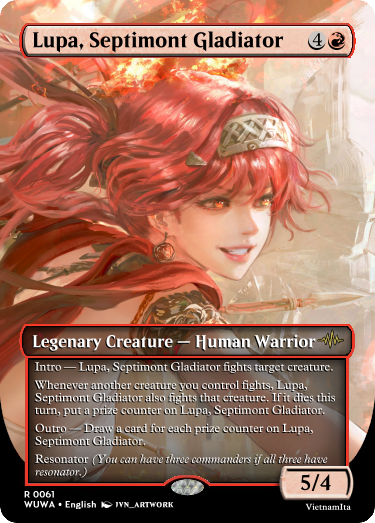 Lupa, Septimont Gladiator 4
Legenary Creature — Human Warrior
Intro — Lupa, Septimont Gladiator fights target creature.
Whenever another creature you control fights, Lupa,
Septimont Gladiator also fights that creature. If it dies this
turn, put a prize counter on Lupa, Septimont Gladiator.
Outro — Draw a card for each prize counter on Lupa,
Septimont Gladiator.
Resonator (You can have three commanders if all three have
resonator.)
5/4
R 0061
WUWA • English JVN_ARTWORK
VietnamIta